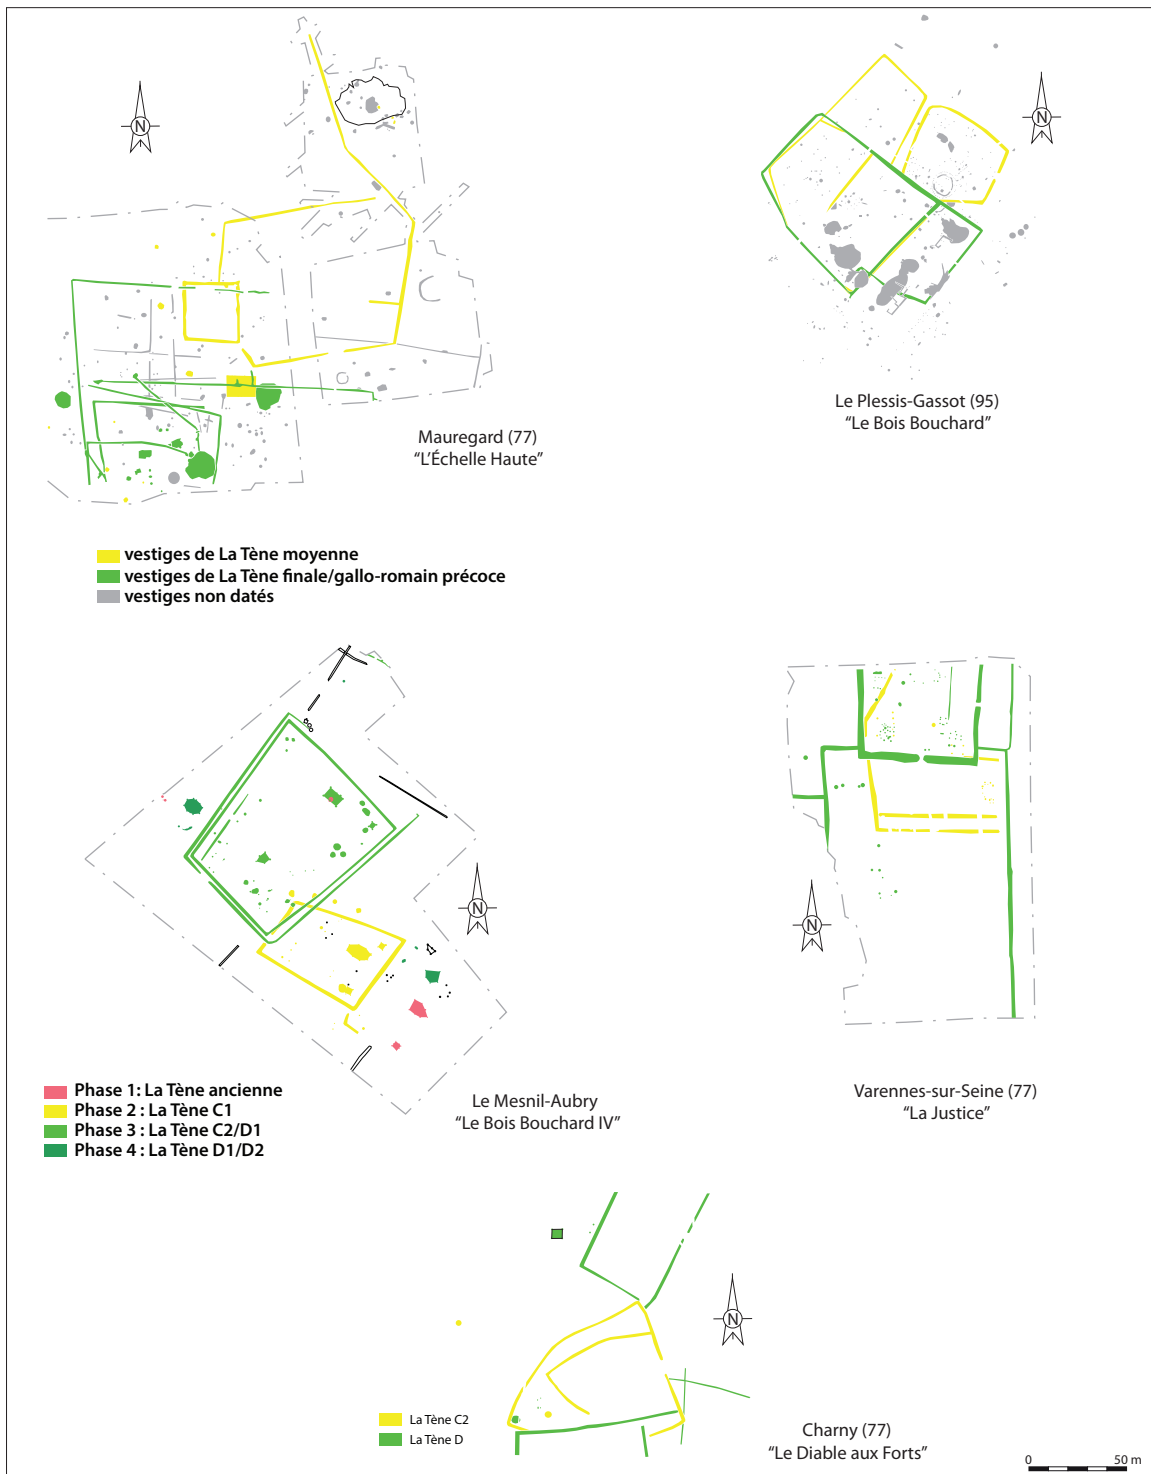 N
N
Le Plessis-Gassot (95)
“Le Bois Bouchard”
Mauregard (77)
“L’Échelle Haute”
vestiges de La Tène moyenne
vestiges de La Tène finale/gallo-romain précoce
vestiges non datés
N
N
Phase 1: La Tène ancienne
Phase 2 : La Tène C1
Phase 3 : La Tène C2/D1
Phase 4 : La Tène D1/D2
Le Mesnil-Aubry
“Le Bois Bouchard IV”
Varennes-sur-Seine (77)
“La Justice”
N
La Tène C2
La Tène D
Charny (77)
“Le Diable aux Forts”
0 50 m